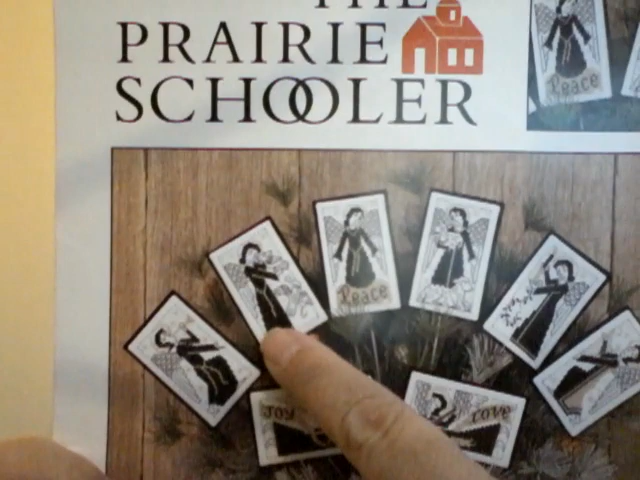 THE
PRAIRIE
SCHOOLER
Peace
Peace
JOY
LOVE